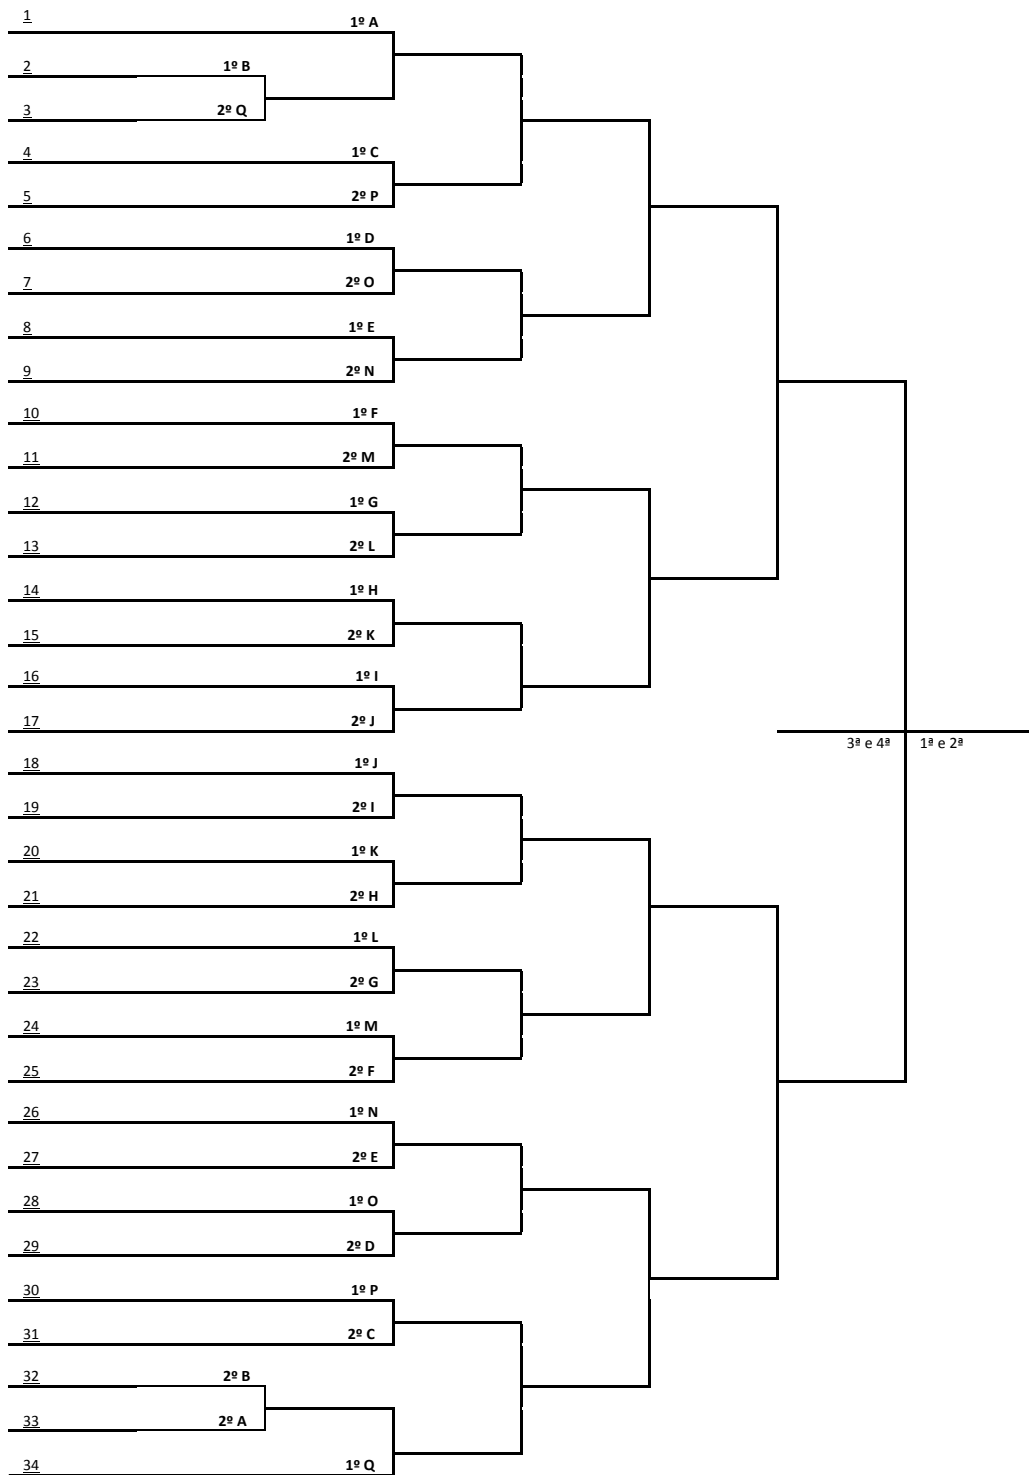 1 1º A
2 1º B
3 2º Q
4 1º C
5 2º P
6 1º D
7 2º O
8 1º E
9 2º N
10 1º F
11 2º M
12 1º G
13 2º L
14 1º H
15 2º K
16 1º I
17 2º J
3ª e 4ª 1ª e 2ª
18 1º J
19 2º I
20 1º K
21 2º H
22 1º L
23 2º G
24 1º M
25 2º F
26 1º N
27 2º E
28 1º O
29 2º D
30 1º P
31 2º C
32 2º B
33 2º A
34 1º Q